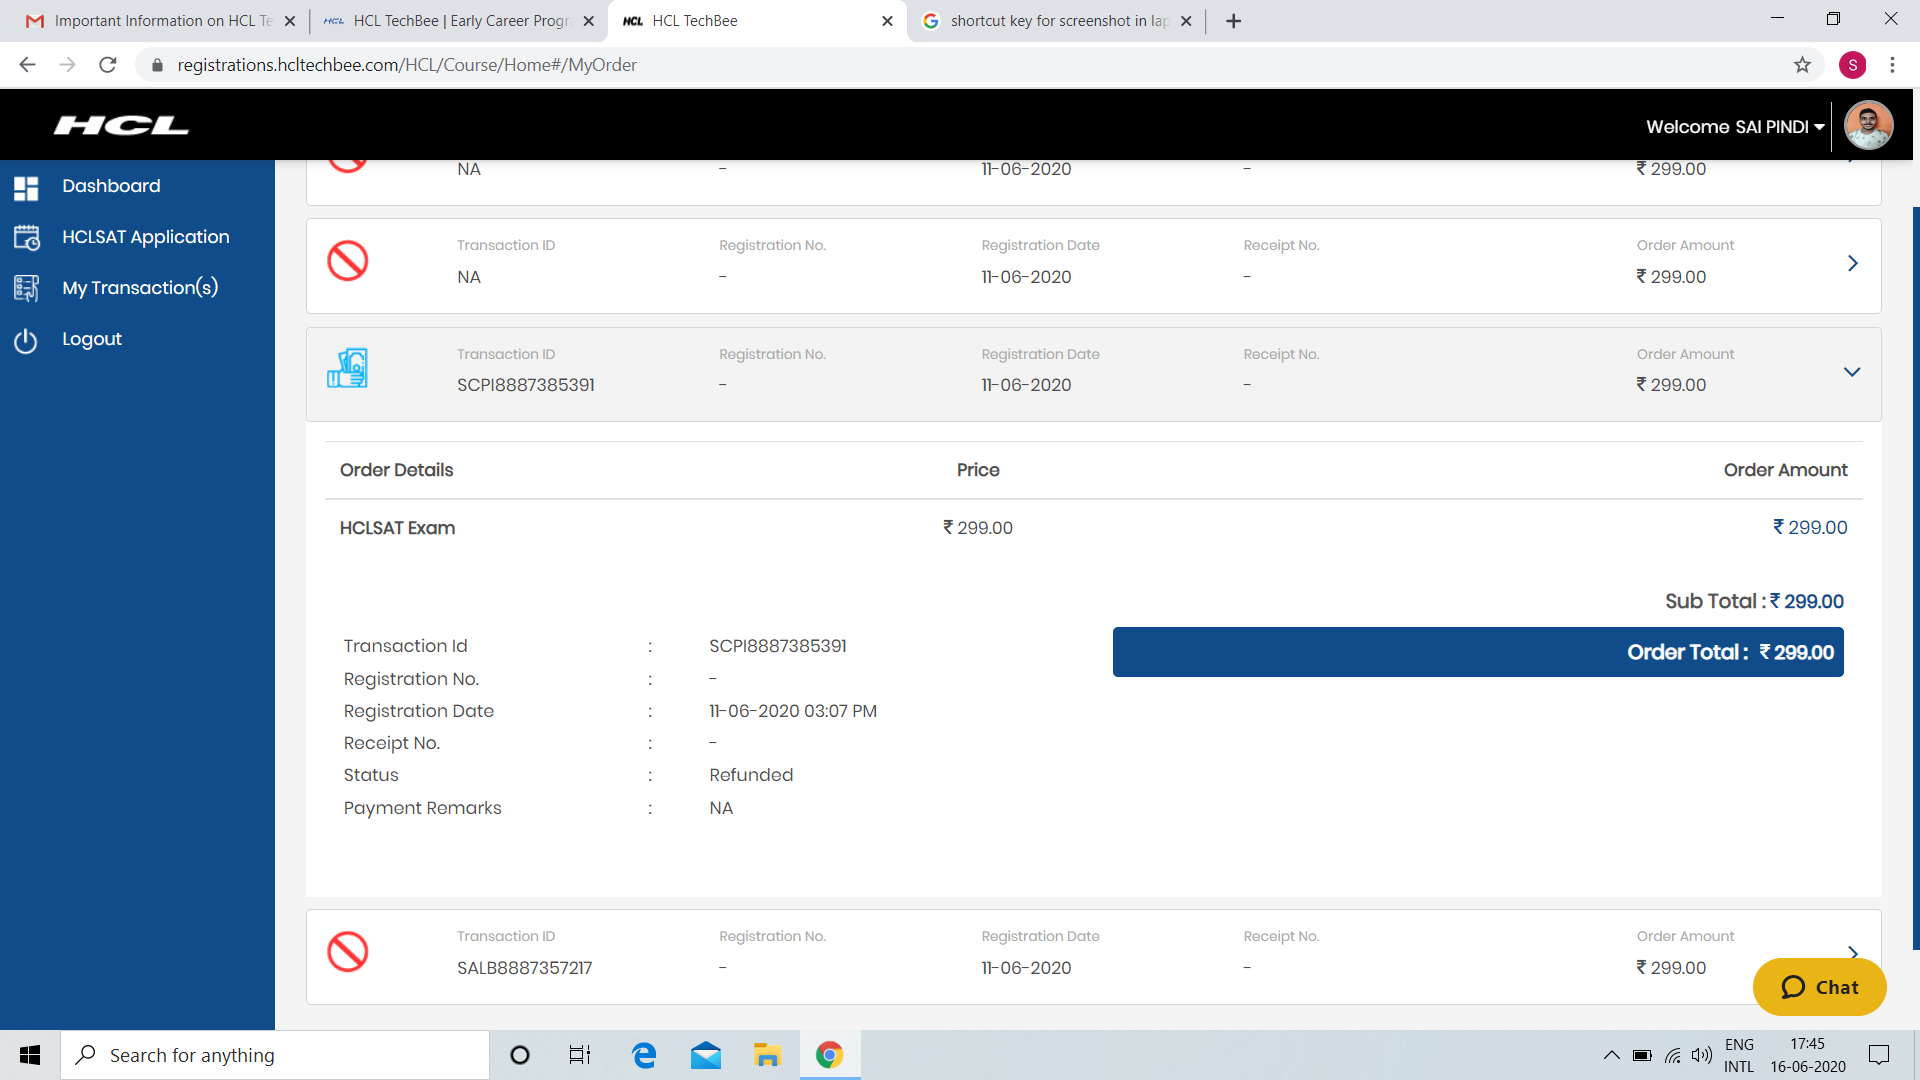 Important Information on HCL Te
HCL TechBee | Early Career Progr
HCL TechBee
shortcut key for screenshot in lap
registrations.hcltechbee.com/HCL/Course/Home#/MyOrder
S
HCL
Welcome SAI PINDI
Dashboard
HCLSAT Application
My Transaction(s)
Logout
NA - 11-06-2020 - ₹ 299.00
Transaction ID Registration No. Registration Date Receipt No. Order Amount
NA - 11-06-2020 - ₹ 299.00
Transaction ID Registration No. Registration Date Receipt No. Order Amount
SCPI8887385391 - 11-06-2020 - ₹ 299.00
Order Details Price Order Amount
HCLSAT Exam ₹ 299.00 ₹ 299.00
Sub Total : ₹ 299.00
Order Total : ₹ 299.00
Transaction Id : SCPI8887385391
Registration No. : -
Registration Date : 11-06-2020 03:07 PM
Receipt No. : -
Status : Refunded
Payment Remarks : NA
Transaction ID Registration No. Registration Date Receipt No. Order Amount
SALB8887357217 - 11-06-2020 - ₹ 299.00
Chat
Search for anything
ENG
INTL
17:45
16-06-2020